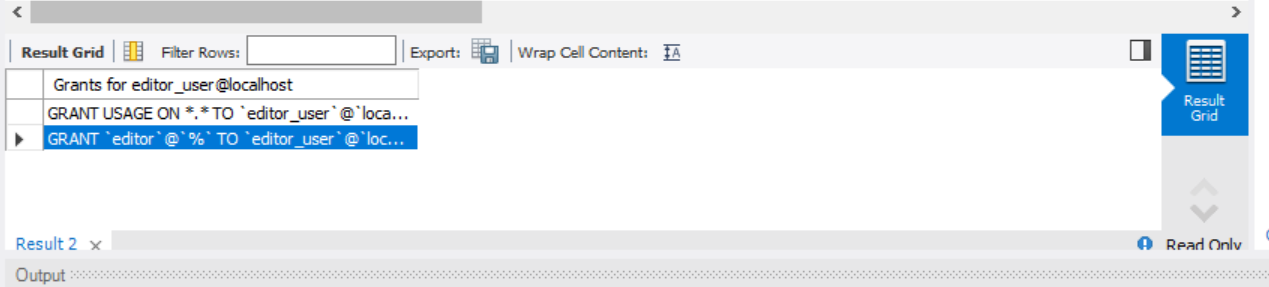 Result Grid Filter Rows: Export: Wrap Cell Content:
Grants for editor_user@localhost
GRANT USAGE ON *.* TO `editor_user`@`loca...
GRANT `editor`@`%` TO `editor_user`@`loc...
Result
Grid
Result 2 × Read Only
Output